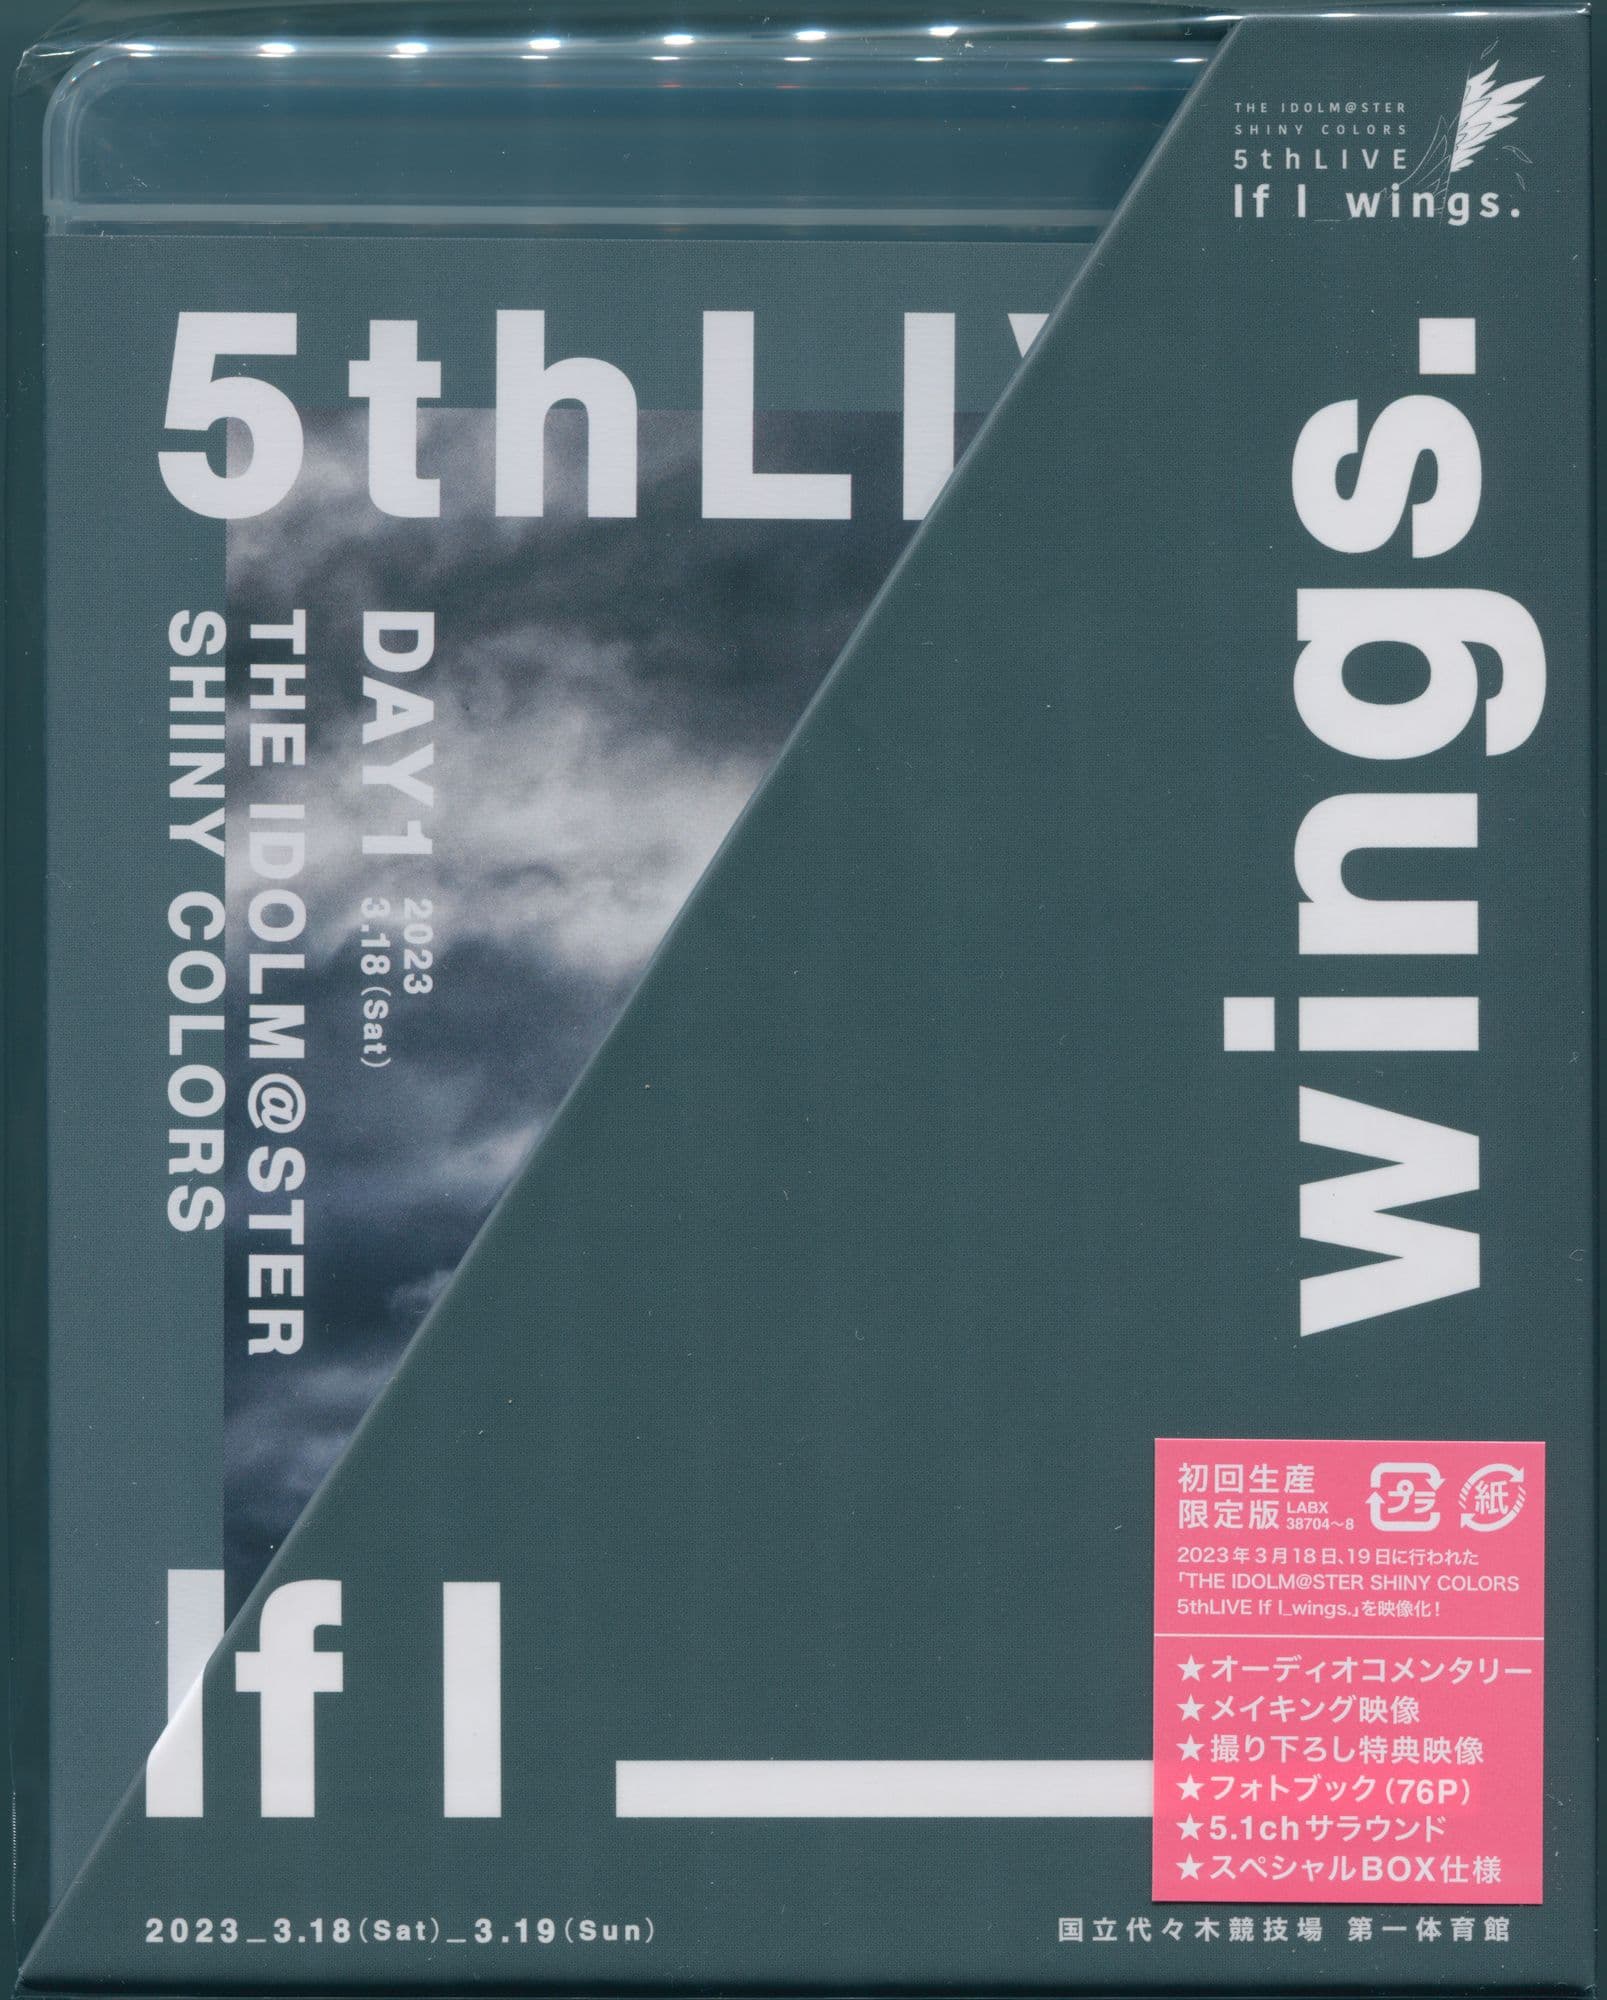 THE IDOLM@STER
SHINY COLORS
5thLIVE
If I_wings.
5thLI
DAY1
2023
3.18(Sat)
THE IDOLM@STER
SHINY COLORS
wings.
If I_
初回生産
限定版 LABX
38704〜8
プラ
紙
2023年3月18日、19日に行われた
「THE IDOLM@STER SHINY COLORS
5thLIVE If I_wings.」を映像化!
★オーディオコメンタリー
★メイキング映像
★撮り下ろし特典映像
★フォトブック(76P)
★5.1chサラウンド
★スペシャルBOX仕様
2023_3.18(Sat)_3.19(Sun)
国立代々木競技場 第一体育館